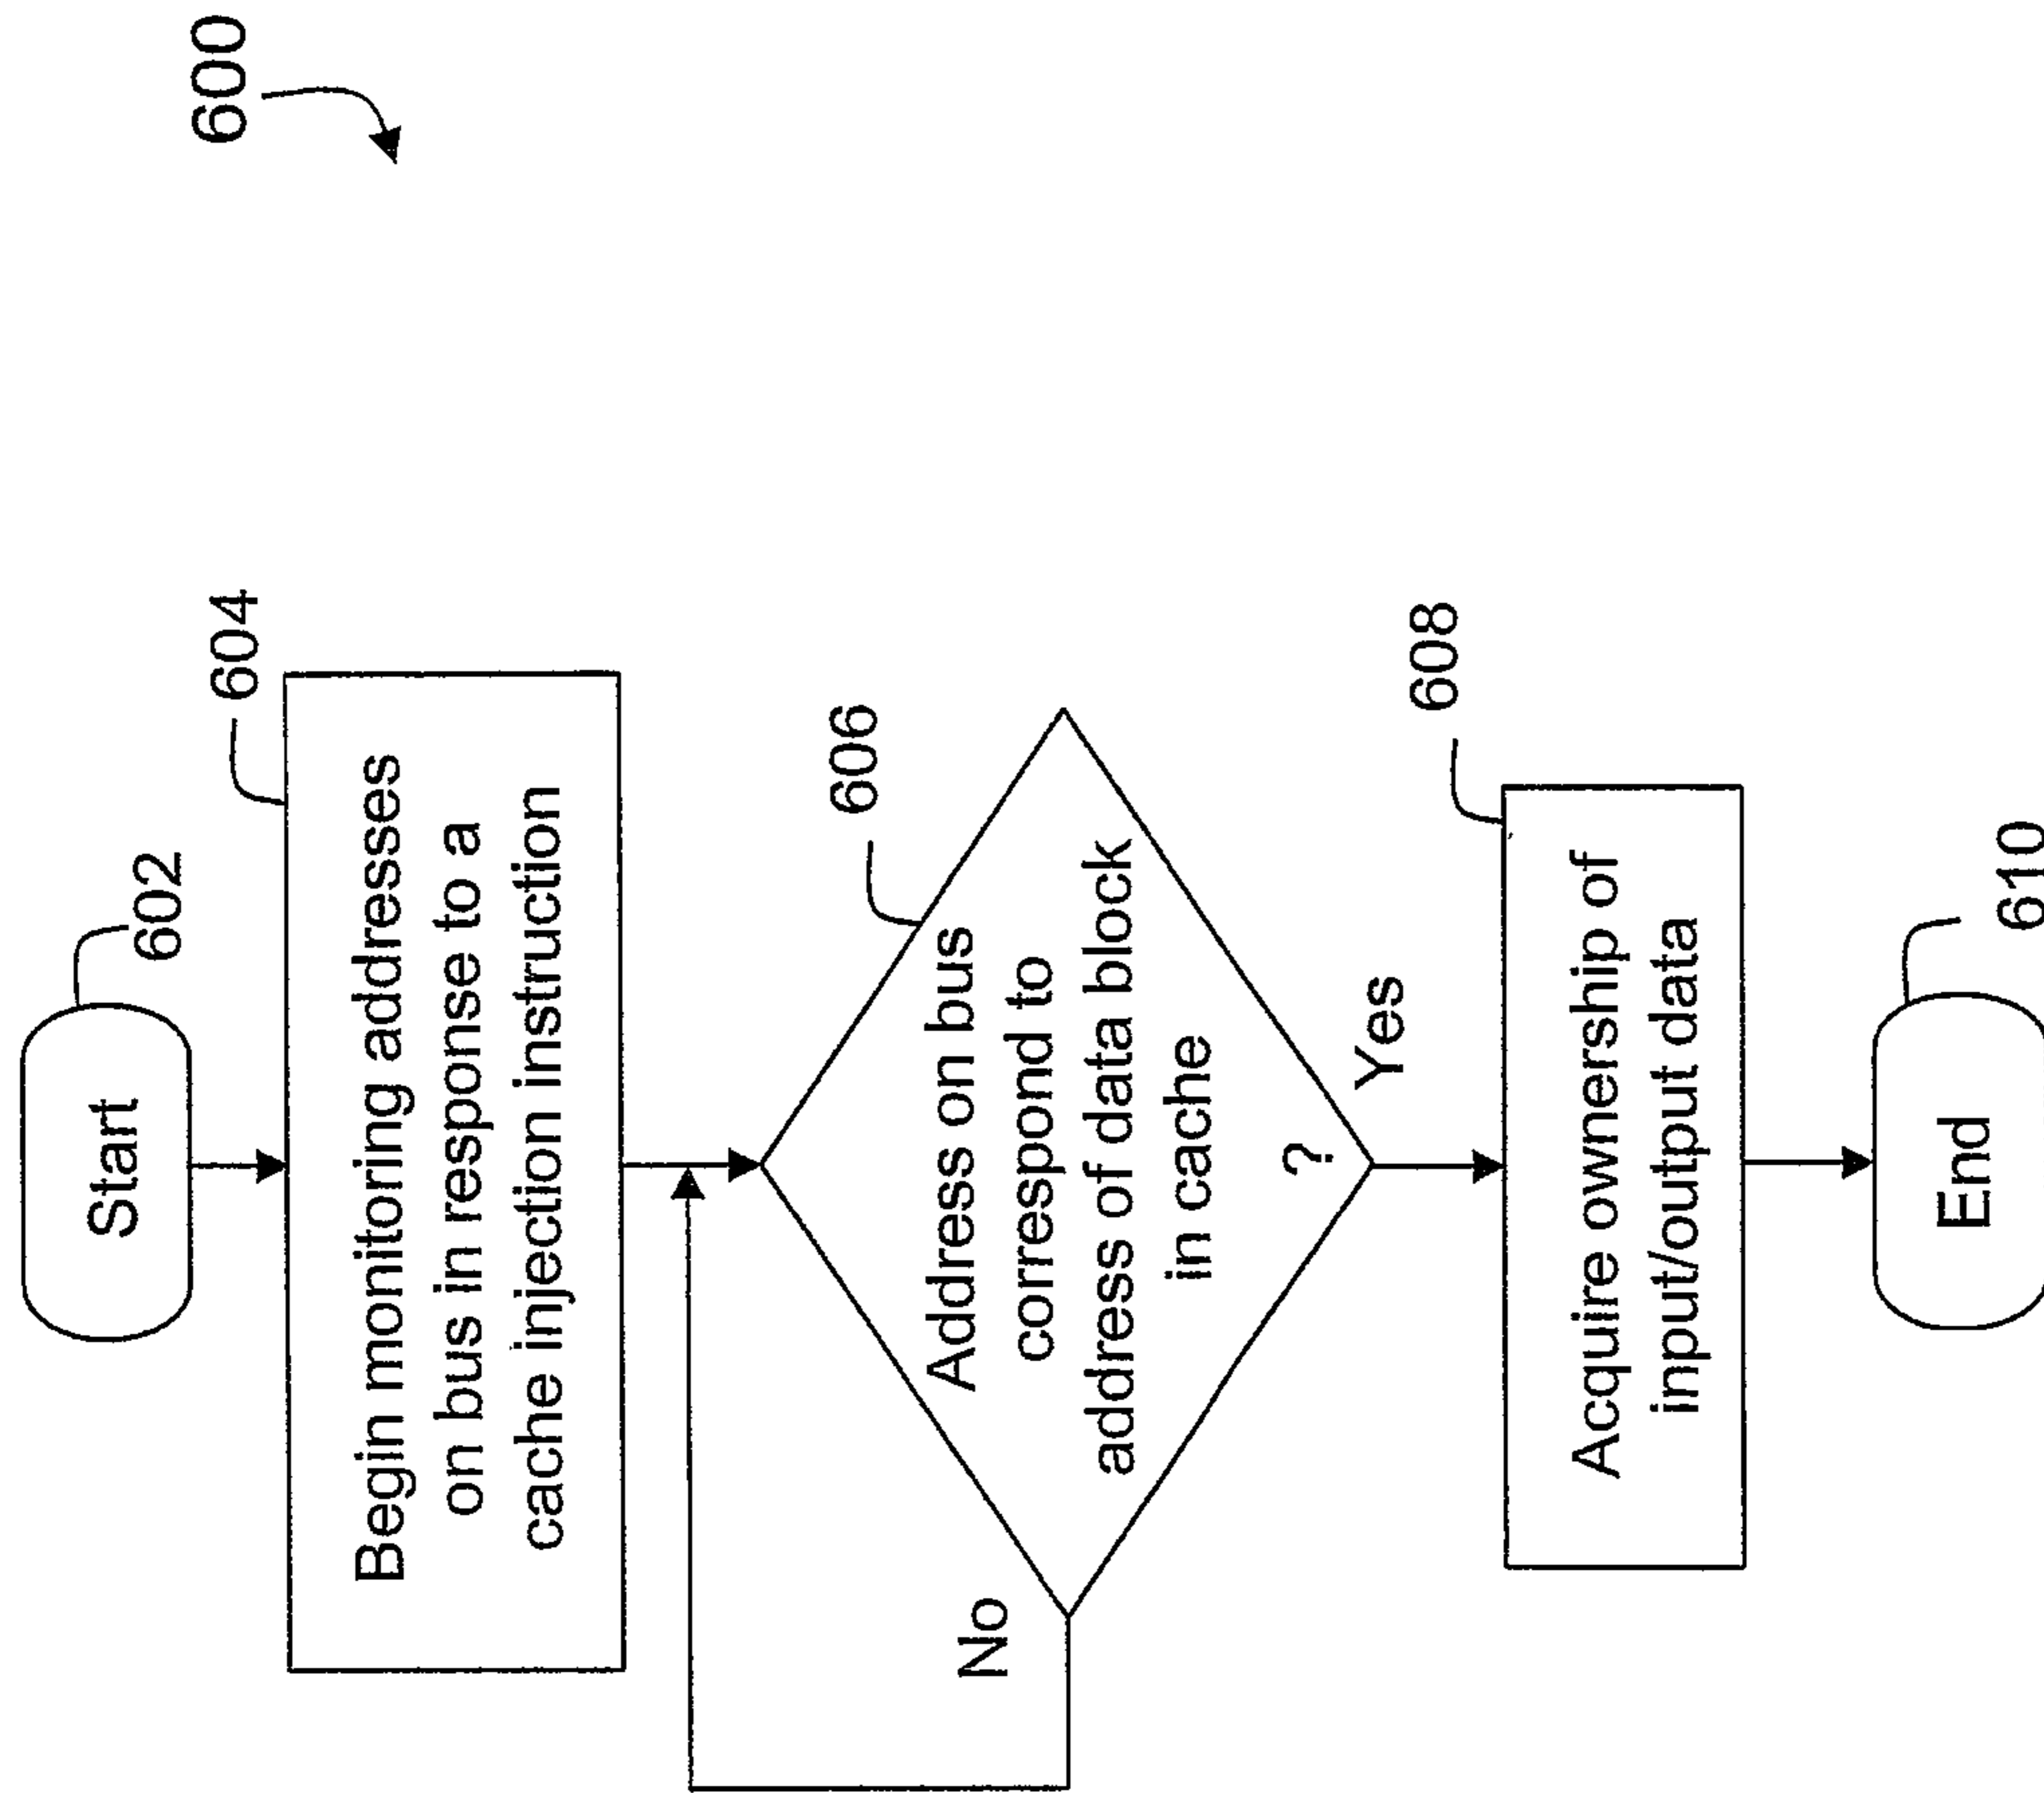 600
Start
602
604
Begin monitoring addresses
on bus in response to a
cache injection instruction
606
Address on bus
correspond to
address of data block
in cache
?
No
Yes
608
Acquire ownership of
input/output data
End
610